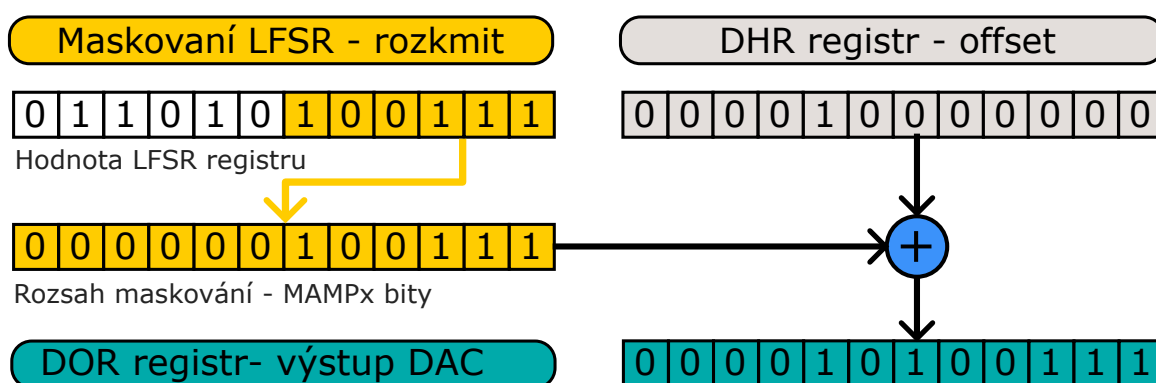 Maskovaní LFSR - rozkmit
DHR registr - offset
0 1 1 0 1 0 1 0 0 1 1 1
0 0 0 0 1 0 0 0 0 0 0 0
Hodnota LFSR registru
0 0 0 0 0 0 1 0 0 1 1 1
+
Rozsah maskování - MAMPx bity
DOR registr- výstup DAC
0 0 0 0 1 0 1 0 0 1 1 1